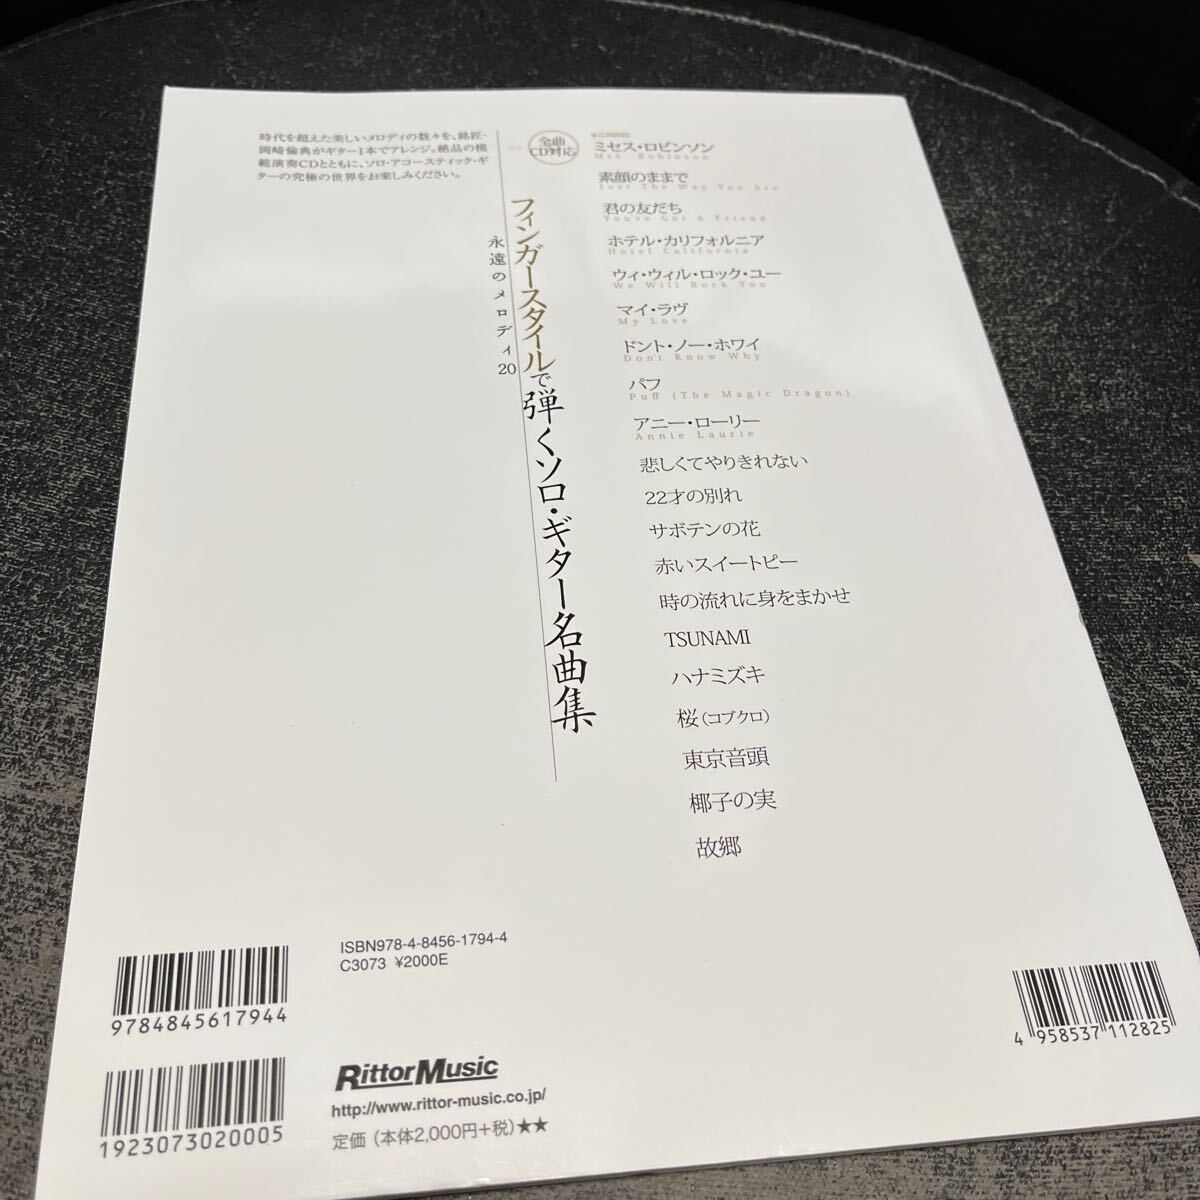 時代を超えた美しいメロディの数々を、銘匠・
岡崎倫典がギター1本でアレンジ。絶品の模
範演奏CDとともに、ソロ・アコースティック・ギ
ターの究極の世界をお楽しみください。
全曲
CD対応
フィンガースタイルで弾くソロ・ギター名曲集
永遠のメロディ20
ミセス・ロビンソン
Mrs. Robinson
素顔のままで
Just The Way You Are
君の友だち
You've Got A Friend
ホテル・カリフォルニア
Hotel California
ウィ・ウィル・ロック・ユー
We Will Rock You
マイ・ラヴ
My Love
ドント・ノー・ホワイ
Don't Know Why
パフ
Puff (The Magic Dragon)
アニー・ローリー
Annie Laurie
悲しくてやりきれない
22才の別れ
サボテンの花
赤いスイートピー
時の流れに身をまかせ
TSUNAMI
ハナミズキ
桜（コブクロ）
東京音頭
椰子の実
故郷
ISBN978-4-8456-1794-4
C3073 ¥2000E
9784845617944
1923073020005
RittorMusic
http://www.rittor-music.co.jp/
定価（本体2,000円+税）★★
4 958537 112825